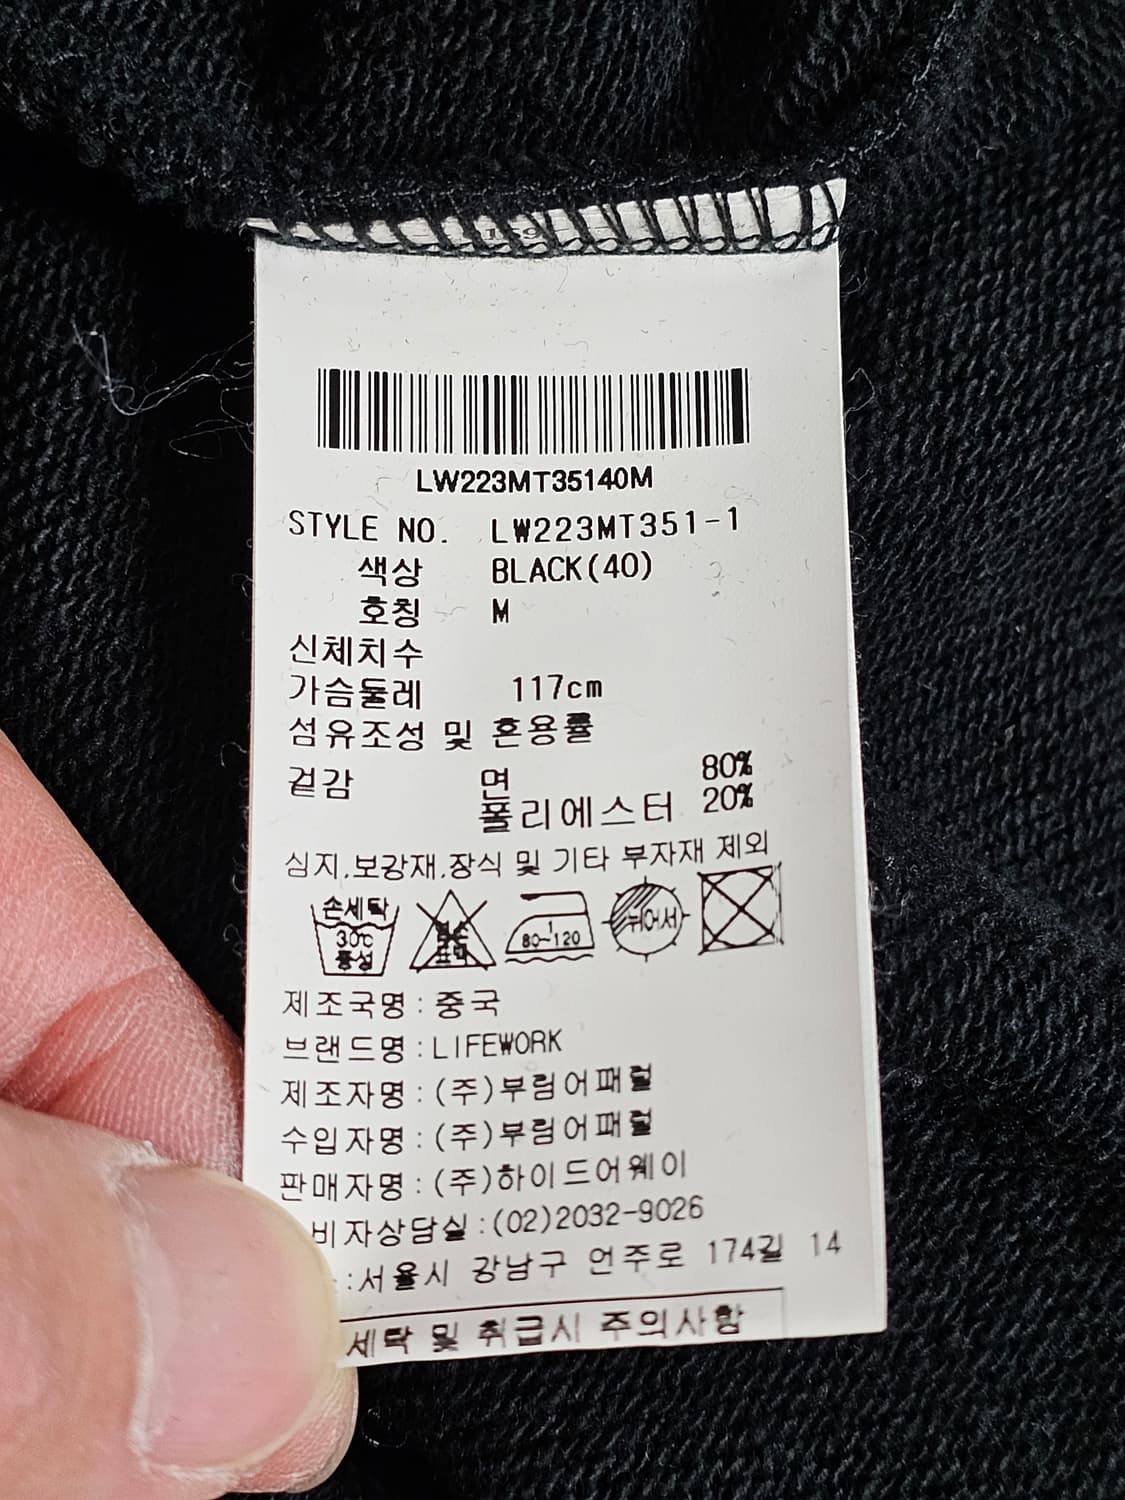 LW223MT35140M
STYLE NO. LW223MT351-1
색상 BLACK(40)
호칭 M
신체치수
가슴둘레 117cm
섬유조성 및 혼용률
겉감 면 80%
폴리에스터 20%
심지,보강재,장식 및 기타 부자재 제외
손세탁 30℃ 중성 80~120 뉘어서
제조국명:중국
브랜드명:LIFEWORK
제조자명:(주)부럼어패럴
수입자명:(주)부럼어패럴
판매자명:(주)하이드어웨이
비자상담실:(02)2032-9026
:서울시 강남구 언주로 174길 14
세탁 및 취급시 주의사항